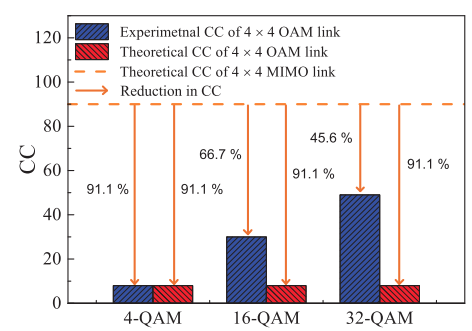 120
100
80
60
40
20
0
CC
Experimetnal CC of 4 × 4 OAM link
Theoretical CC of 4 × 4 OAM link
Theoretical CC of 4 × 4 MIMO link
Reduction in CC
45.6 %
66.7 %
91.1 %
91.1 %
91.1 %
91.1 %
4-QAM
16-QAM
32-QAM